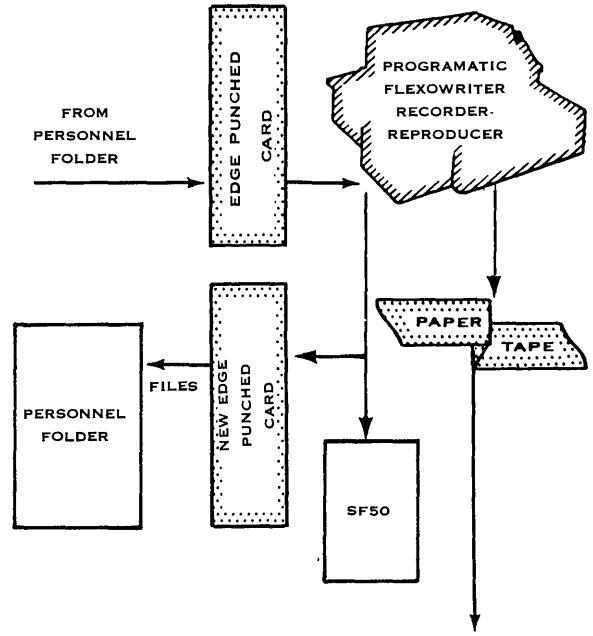 FROM
PERSONNEL
FOLDER
EDGE PUNCHED
CARD
PROGRAMATIC
FLEXOWRITER
RECORDER-
REPRODUCER
PAPER
TAPE
PERSONNEL
FOLDER
FILES
NEW EDGE
PUNCHED
CARD
SF50